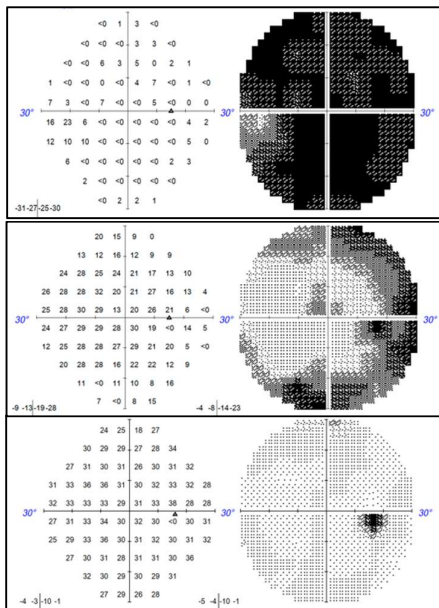 <0 1 3 <0
<0 <0 <0 3 3 <0
<0 <0 6 3 5 0 2 1
1 <0 <0 <0 4 7 <0 1 <0
30° 30°
7 3 <0 7 <0 <0 5 <0 0 0
16 23 6 <0 <0 <0 <0 <0 4 2
12 10 10 <0 <0 <0 <0 <0 5 0
6 <0 <0 <0 <0 <0 2 3
2 <0 <0 <0 <0 <0
<0 2 2 1
-31-27-25-30
20 15 9 0
13 12 16 12 9 9
24 28 25 24 21 17 13 10
26 28 28 32 20 21 27 16 13 4
25 28 30 29 13 20 26 21 6 <0
30° 30°
24 27 29 29 28 30 19 <0 14 5
12 25 28 28 27 29 21 20 5 <0
20 28 28 16 22 22 12 9
11 <0 11 10 8 16
7 <0 8 15
-9 -13-19-28 -4 -8-14-23
24 25 18 27
30 29 29 27 28 34
27 31 30 31 26 30 31 32
31 33 36 36 31 28 31 32 28 28
32 33 33 29 31 33 38 28 28
30° 30°
27 31 34 30 32 30 <0 30 31
25 29 33 36 30 32 30 30 31 31
27 30 31 28 31 31 30 36
32 30 29 30 29 31
27 29 26 28
-4 -3-10-1 -5 -4-10-1